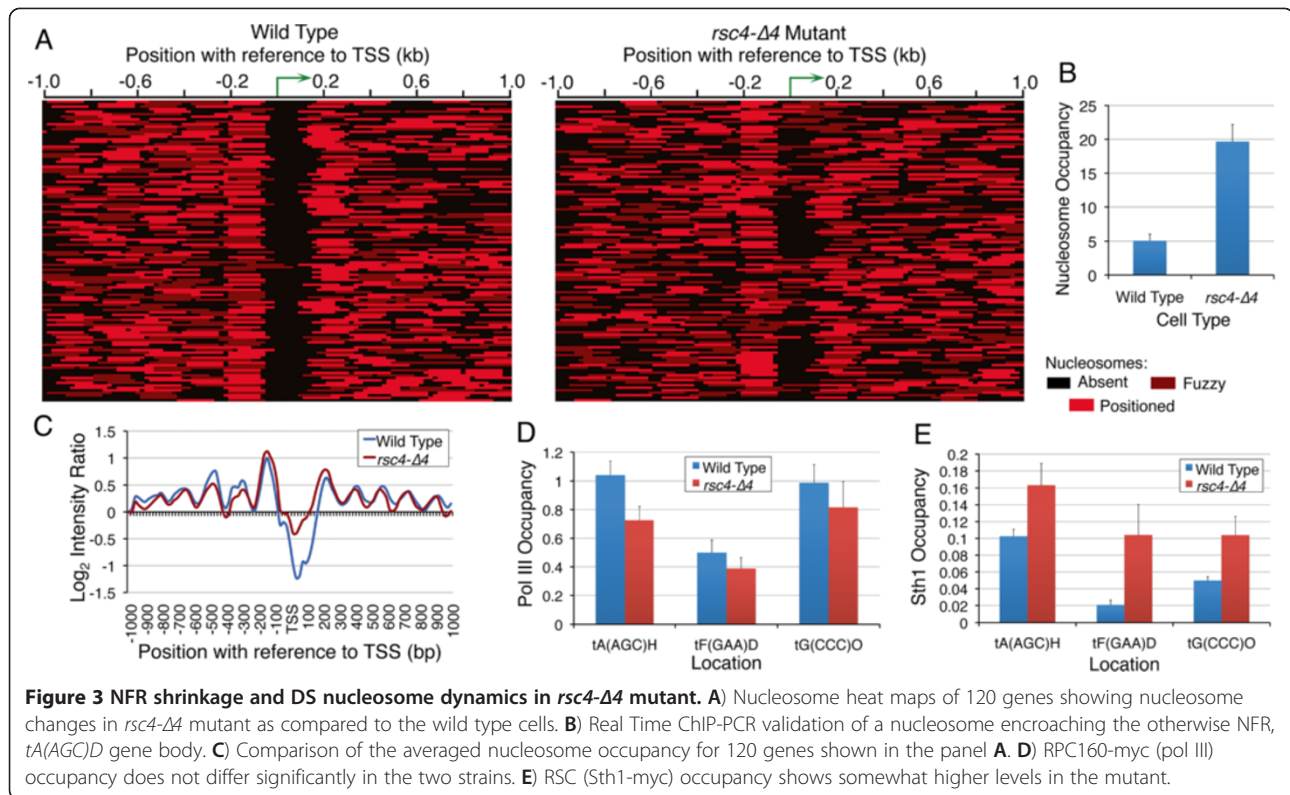 A
Wild Type
Position with reference to TSS (kb)
-1.0 -0.6 -0.2 0.2 0.6 1.0
rsc4-Δ4 Mutant
Position with reference to TSS (kb)
-1.0 -0.6 -0.2 0.2 0.6 1.0
B
Nucleosome Occupancy
25
20
15
10
5
0
Wild Type rsc4-Δ4
Cell Type
Nucleosomes:
Absent Fuzzy
Positioned
C
Log2 Intensity Ratio
1.5
1
0.5
0
-0.5
-1
-1.5
Wild Type
rsc4-Δ4
-1000 -900 -800 -700 -600 -500 -400 -300 -200 -100 TSS 100 200 300 400 500 600 700 800 900 1000
Position with reference to TSS (bp)
D
Pol III Occupancy
1.2
1
0.8
0.6
0.4
0.2
0
Wild Type
rsc4-Δ4
tA(AGC)H tF(GAA)D tG(CCC)O
Location
E
Sth1 Occupancy
0.2
0.18
0.16
0.14
0.12
0.10
0.08
0.06
0.04
0.02
0
Wild Type
rsc4-Δ4
tA(AGC)H tF(GAA)D tG(CCC)O
Location
Figure 3 NFR shrinkage and DS nucleosome dynamics in rsc4-Δ4 mutant. A) Nucleosome heat maps of 120 genes showing nucleosome
changes in rsc4-Δ4 mutant as compared to the wild type cells. B) Real Time ChIP-PCR validation of a nucleosome encroaching the otherwise NFR,
tA(AGC)D gene body. C) Comparison of the averaged nucleosome occupancy for 120 genes shown in the panel A. D) RPC160-myc (pol III)
occupancy does not differ significantly in the two strains. E) RSC (Sth1-myc) occupancy shows somewhat higher levels in the mutant.